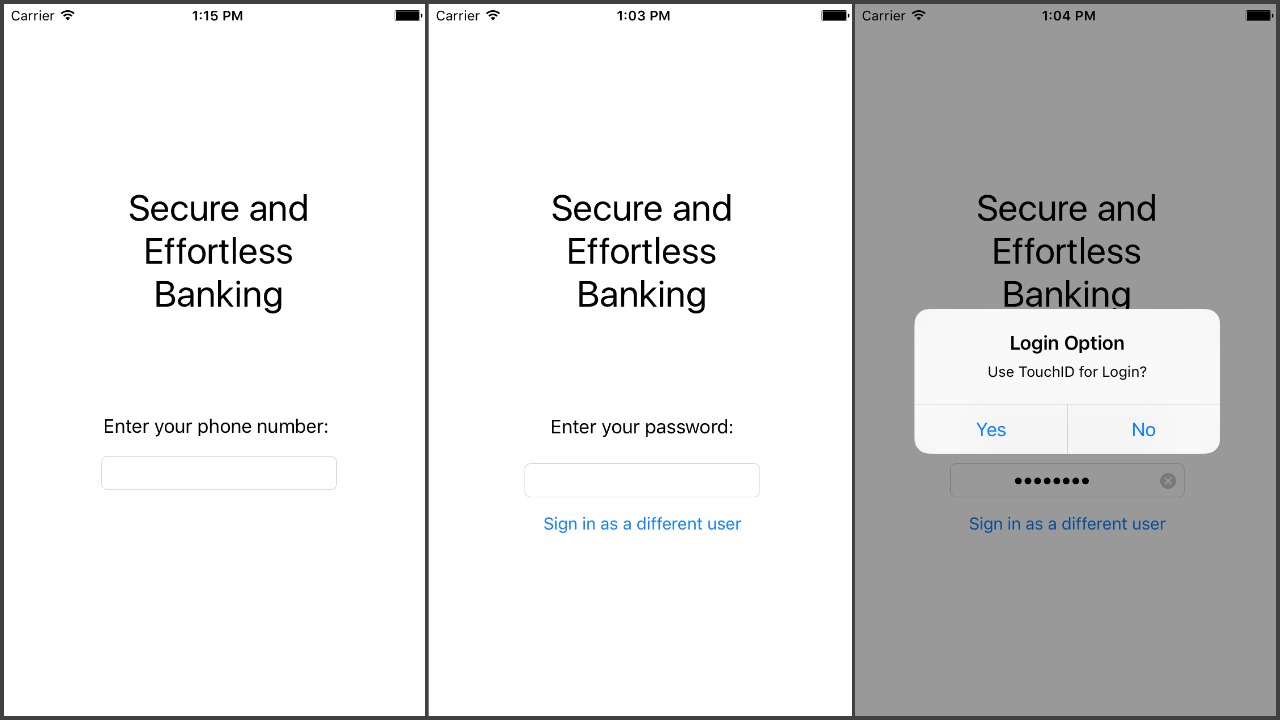 Carrier 1:15 PM
Secure and
Effortless
Banking
Enter your phone number:
Carrier 1:03 PM
Secure and
Effortless
Banking
Enter your password:
Sign in as a different user
Carrier 1:04 PM
Secure and
Effortless
Banking
Login Option
Use TouchID for Login?
Yes No
Sign in as a different user